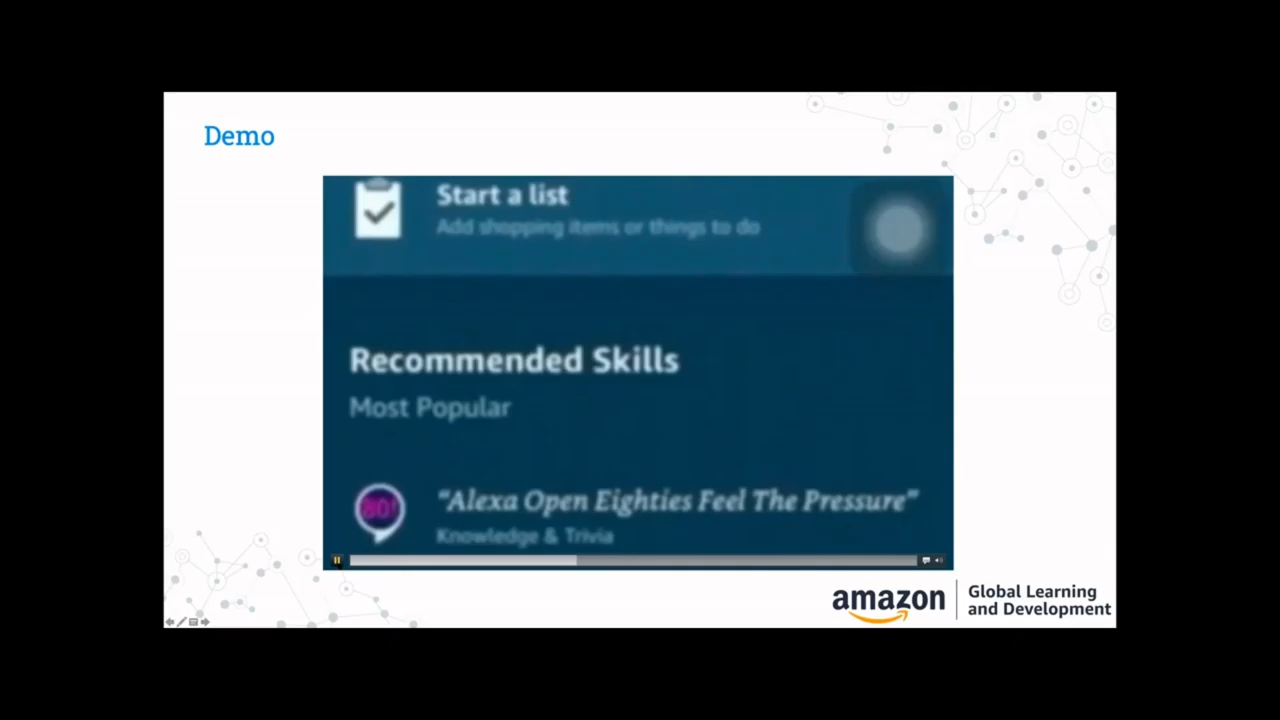 Demo
Start a list
Add shopping items or things to do
Recommended Skills
Most Popular
80!
“Alexa Open Eighties Feel The Pressure”
Knowledge & Trivia
amazon
Global Learning
and Development